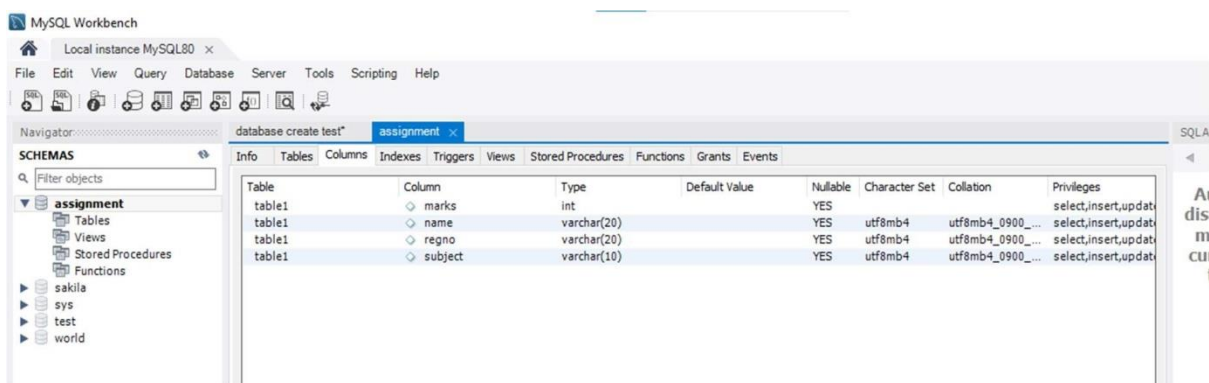 MySQL Workbench
Local instance MySQL80 ×
File Edit View Query Database Server Tools Scripting Help
Navigator database create test* assignment × SQLA
SCHEMAS Info Tables Columns Indexes Triggers Views Stored Procedures Functions Grants Events
Filter objects
Table Column Type Default Value Nullable Character Set Collation Privileges
assignment table1 marks int YES select,insert,update
Tables table1 name varchar(20) YES utf8mb4 utf8mb4_0900_... select,insert,update
Views table1 regno varchar(20) YES utf8mb4 utf8mb4_0900_... select,insert,update
Stored Procedures table1 subject varchar(10) YES utf8mb4 utf8mb4_0900_... select,insert,update
Functions
sakila
sys
test
world